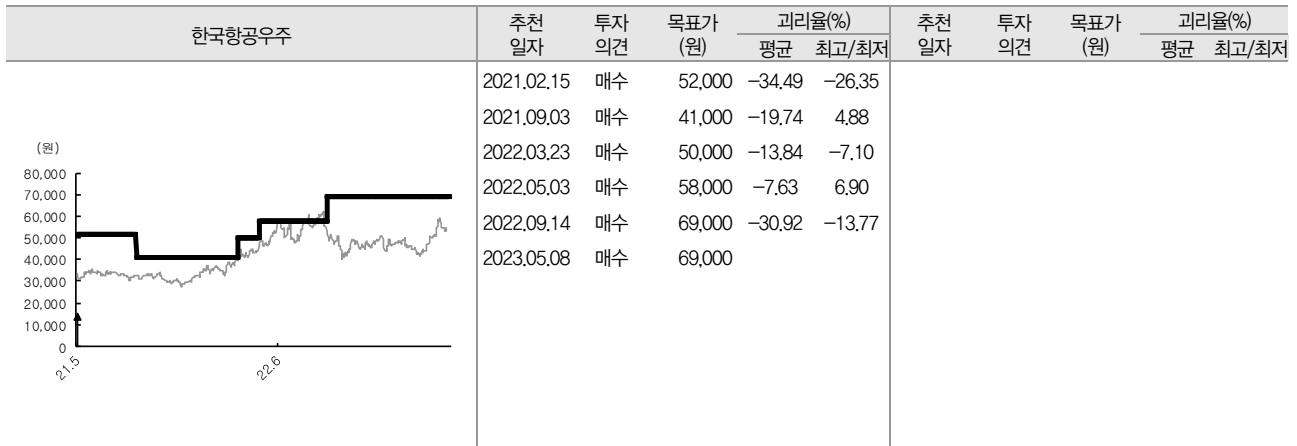 한국항공우주
추천 일자 투자 의견 목표가 (원) 괴리율(%) 평균 최고/최저 추천 일자 투자 의견 목표가 (원) 괴리율(%) 평균 최고/최저
2021.02.15 매수 52,000 -34.49 -26.35
2021.09.03 매수 41,000 -19.74 4.88
2022.03.23 매수 50,000 -13.84 -7.10
2022.05.03 매수 58,000 -7.63 6.90
2022.09.14 매수 69,000 -30.92 -13.77
2023.05.08 매수 69,000
(원)
80,000
70,000
60,000
50,000
40,000
30,000
20,000
10,000
0
21.5 22.6